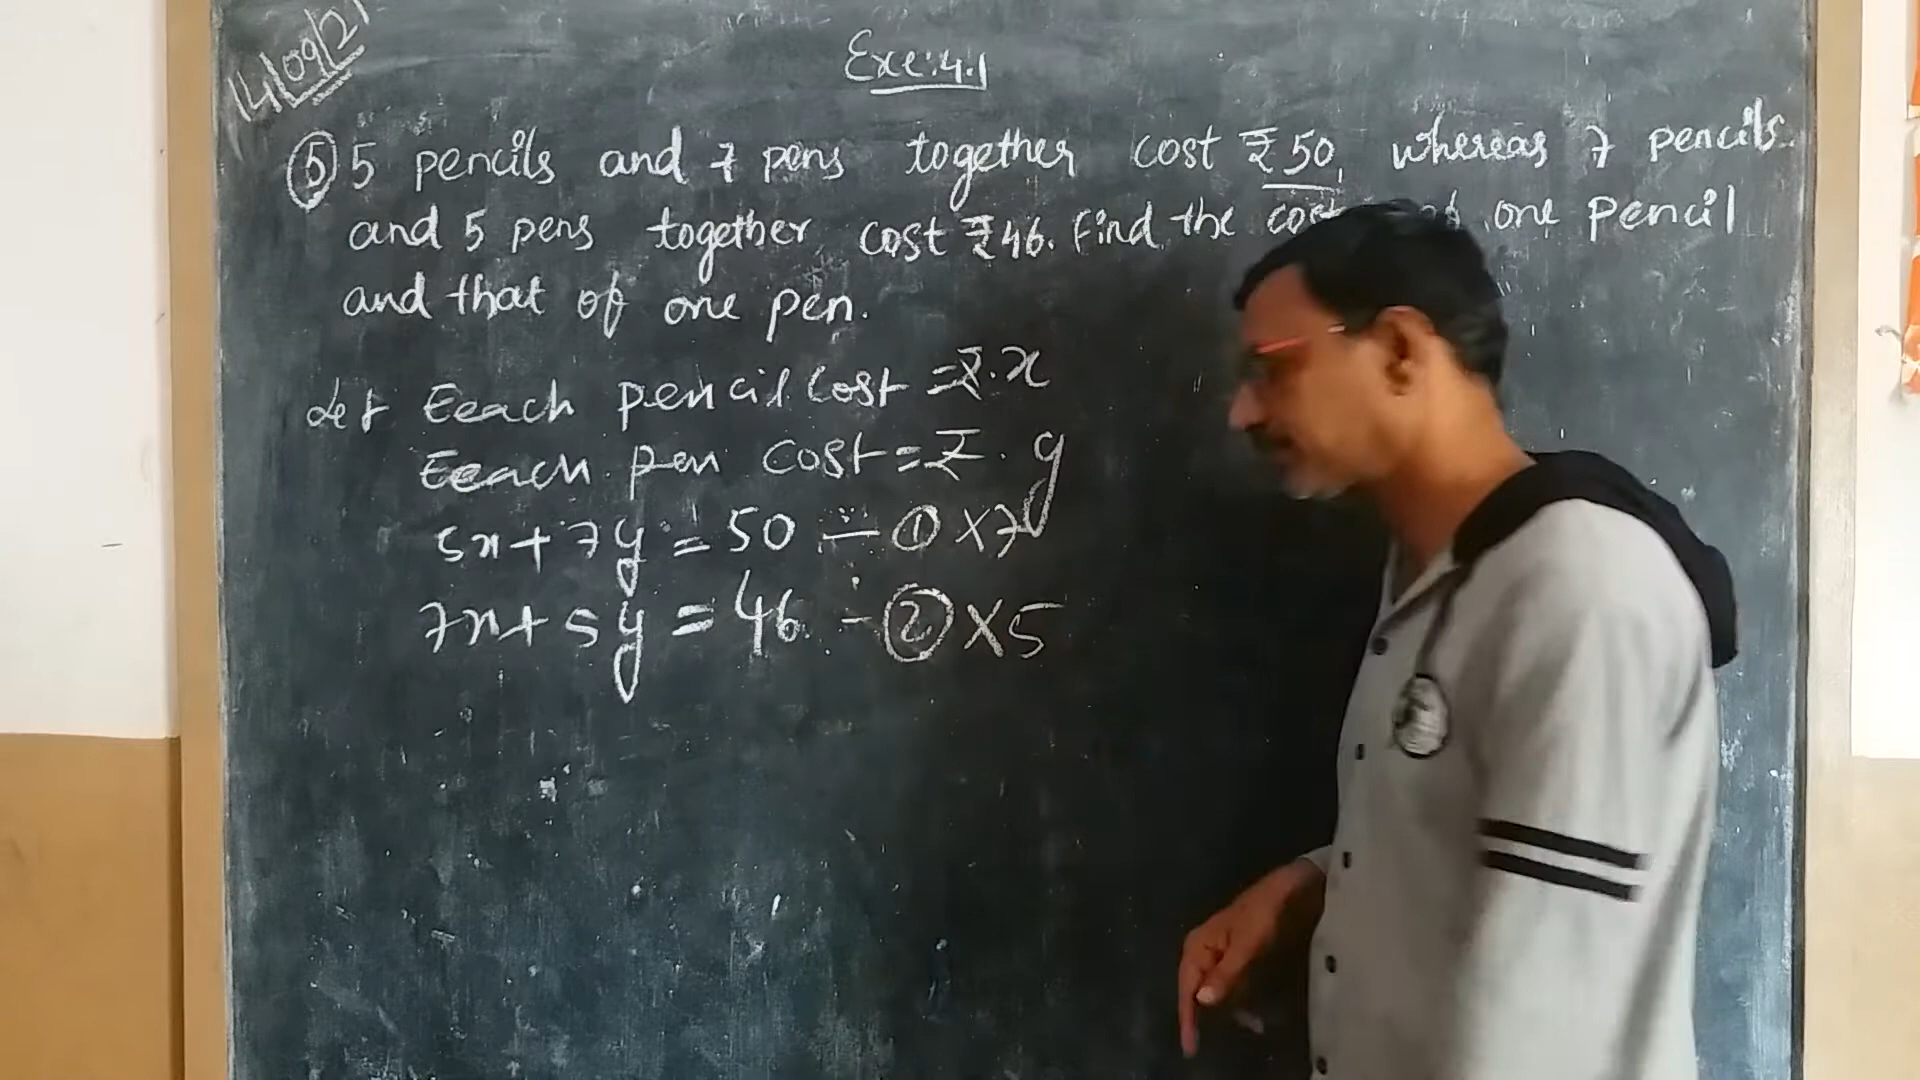 14/09/21
Exe:4.1
⑤ 5 pencils and 7 pens together cost ₹50, whereas 7 pencils
and 5 pens together cost ₹46. Find the cost of one pencil
and that of one pen.
Let Eeach pencil cost = ₹. x
Eeach pen cost = ₹. y
5x + 7y = 50 — ① × 7
7x + 5y = 46 - ② × 5